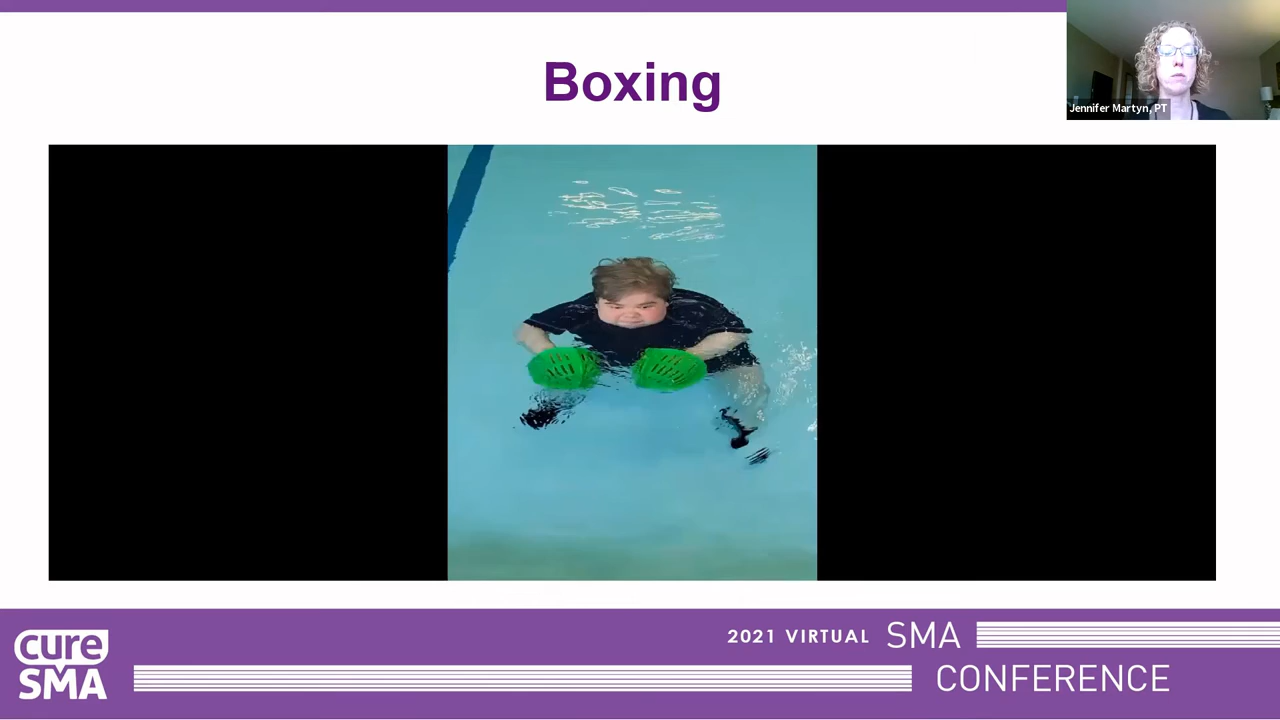 Boxing
Jennifer Martyn, PT
cure
SMA
2021 VIRTUAL SMA
CONFERENCE